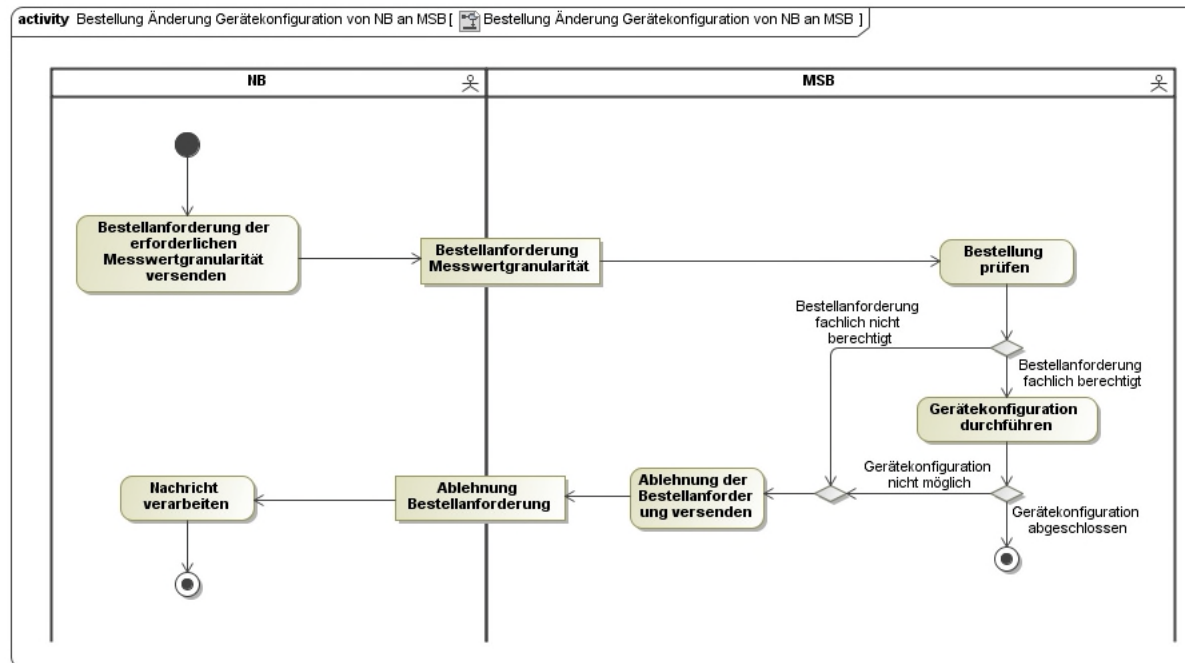 activity Bestellung Änderung Gerätekonfiguration von NB an MSB [ Bestellung Änderung Gerätekonfiguration von NB an MSB ]
NB
MSB
Bestellanforderung der
erforderlichen
Messwertgranularität
versenden
Bestellanforderung
Messwertgranularität
Bestellung
prüfen
Bestellanforderung
fachlich nicht
berechtigt
Bestellanforderung
fachlich berechtigt
Gerätekonfiguration
durchführen
Gerätekonfiguration
nicht möglich
Nachricht
verarbeiten
Ablehnung
Bestellanforderung
Ablehnung der
Bestellanforder
ung versenden
Gerätekonfiguration
abgeschlossen